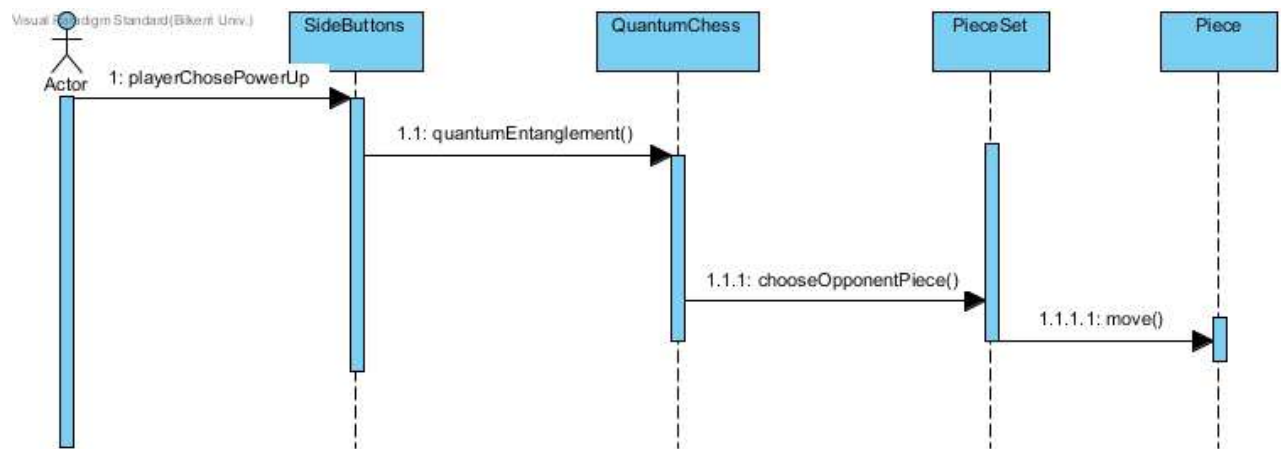 Visual Paradigm Standard(Bilkent Univ.)
SideButtons
QuantumChess
PieceSet
Piece
Actor
1: playerChosePowerUp
1.1: quantumEntanglement()
1.1.1: chooseOpponentPiece()
1.1.1.1: move()